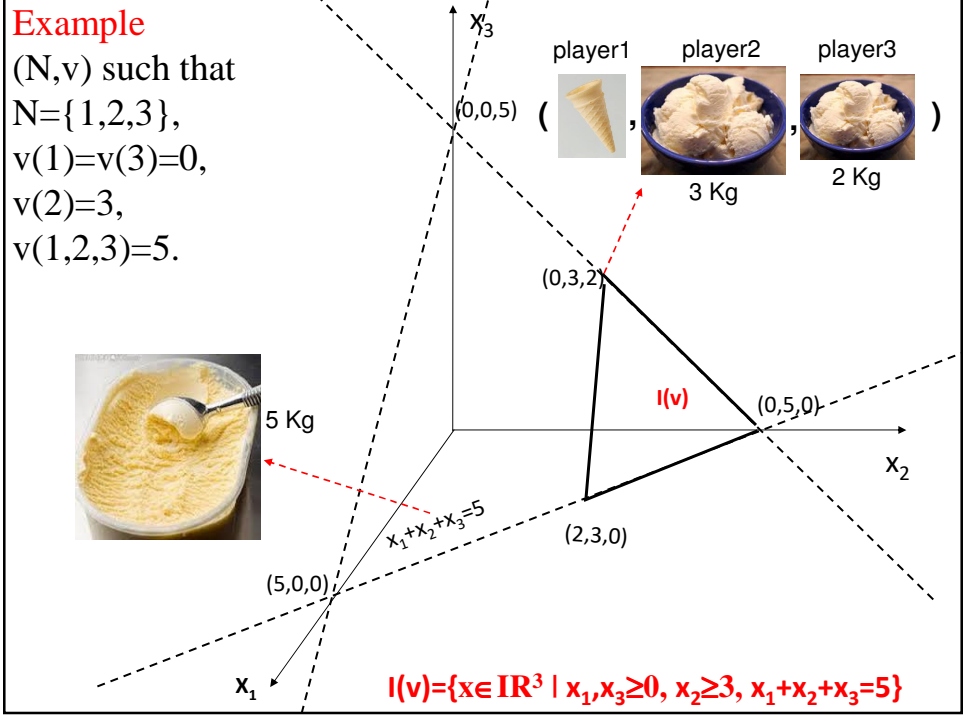 Example
(N,v) such that
N={1,2,3},
v(1)=v(3)=0,
v(2)=3,
v(1,2,3)=5.
x₃
player1 player2 player3
(0,0,5)
( , , )
3 Kg
2 Kg
(0,3,2)
I(v)
(0,5,0)
5 Kg
x₂
x₁+x₂+x₃=5
(2,3,0)
(5,0,0)
x₁
I(v)={x∈IR³ | x₁,x₃≥0, x₂≥3, x₁+x₂+x₃=5}